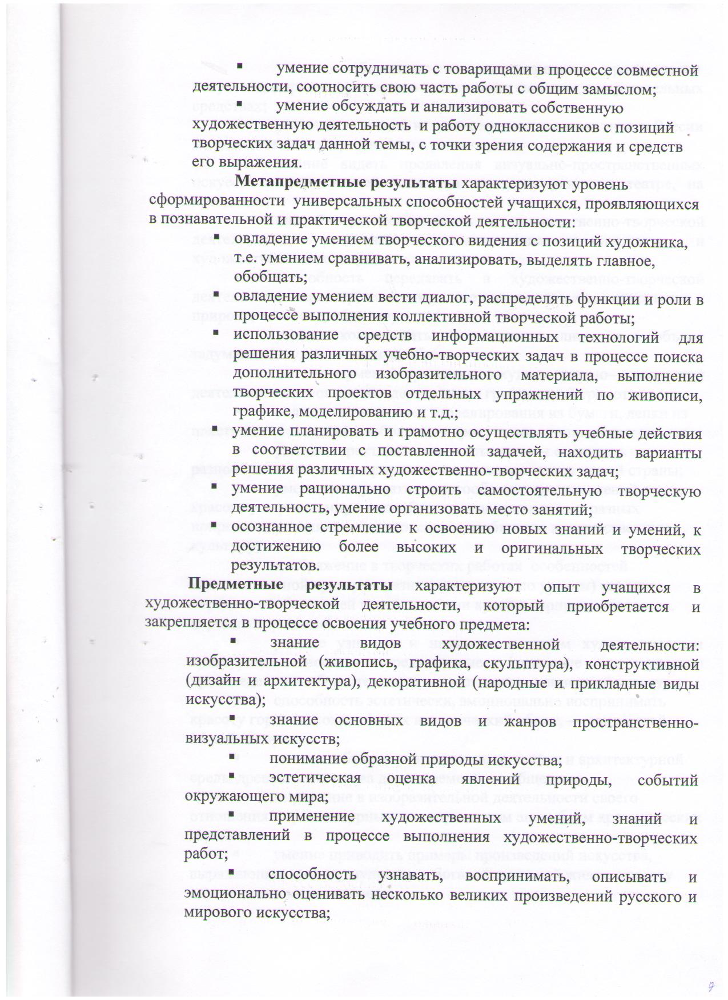 ▪ умение сотрудничать с товарищами в процессе совместной
деятельности, соотносить свою часть работы с общим замыслом;
▪ умение обсуждать и анализировать собственную
художественную деятельность и работу одноклассников с позиций
творческих задач данной темы, с точки зрения содержания и средств
его выражения.
Метапредметные результаты характеризуют уровень
сформированности универсальных способностей учащихся, проявляющихся
в познавательной и практической творческой деятельности:
▪ овладение умением творческого видения с позиций художника,
т.е. умением сравнивать, анализировать, выделять главное,
обобщать;
▪ овладение умением вести диалог, распределять функции и роли в
процессе выполнения коллективной творческой работы;
▪ использование средств информационных технологий для
решения различных учебно-творческих задач в процессе поиска
дополнительного изобразительного материала, выполнение
творческих проектов отдельных упражнений по живописи,
графике, моделированию и т.д.;
▪ умение планировать и грамотно осуществлять учебные действия
в соответствии с поставленной задачей, находить варианты
решения различных художественно-творческих задач;
▪ умение рационально строить самостоятельную творческую
деятельность, умение организовать место занятий;
▪ осознанное стремление к освоению новых знаний и умений, к
достижению более высоких и оригинальных творческих
результатов.
Предметные результаты характеризуют опыт учащихся в
художественно-творческой деятельности, который приобретается и
закрепляется в процессе освоения учебного предмета:
▪ знание видов художественной деятельности:
изобразительной (живопись, графика, скульптура), конструктивной
(дизайн и архитектура), декоративной (народные и прикладные виды
искусства);
▪ знание основных видов и жанров пространственно-
визуальных искусств;
▪ понимание образной природы искусства;
▪ эстетическая оценка явлений природы, событий
окружающего мира;
▪ применение художественных умений, знаний и
представлений в процессе выполнения художественно-творческих
работ;
▪ способность узнавать, воспринимать, описывать и
эмоционально оценивать несколько великих произведений русского и
мирового искусства;
7